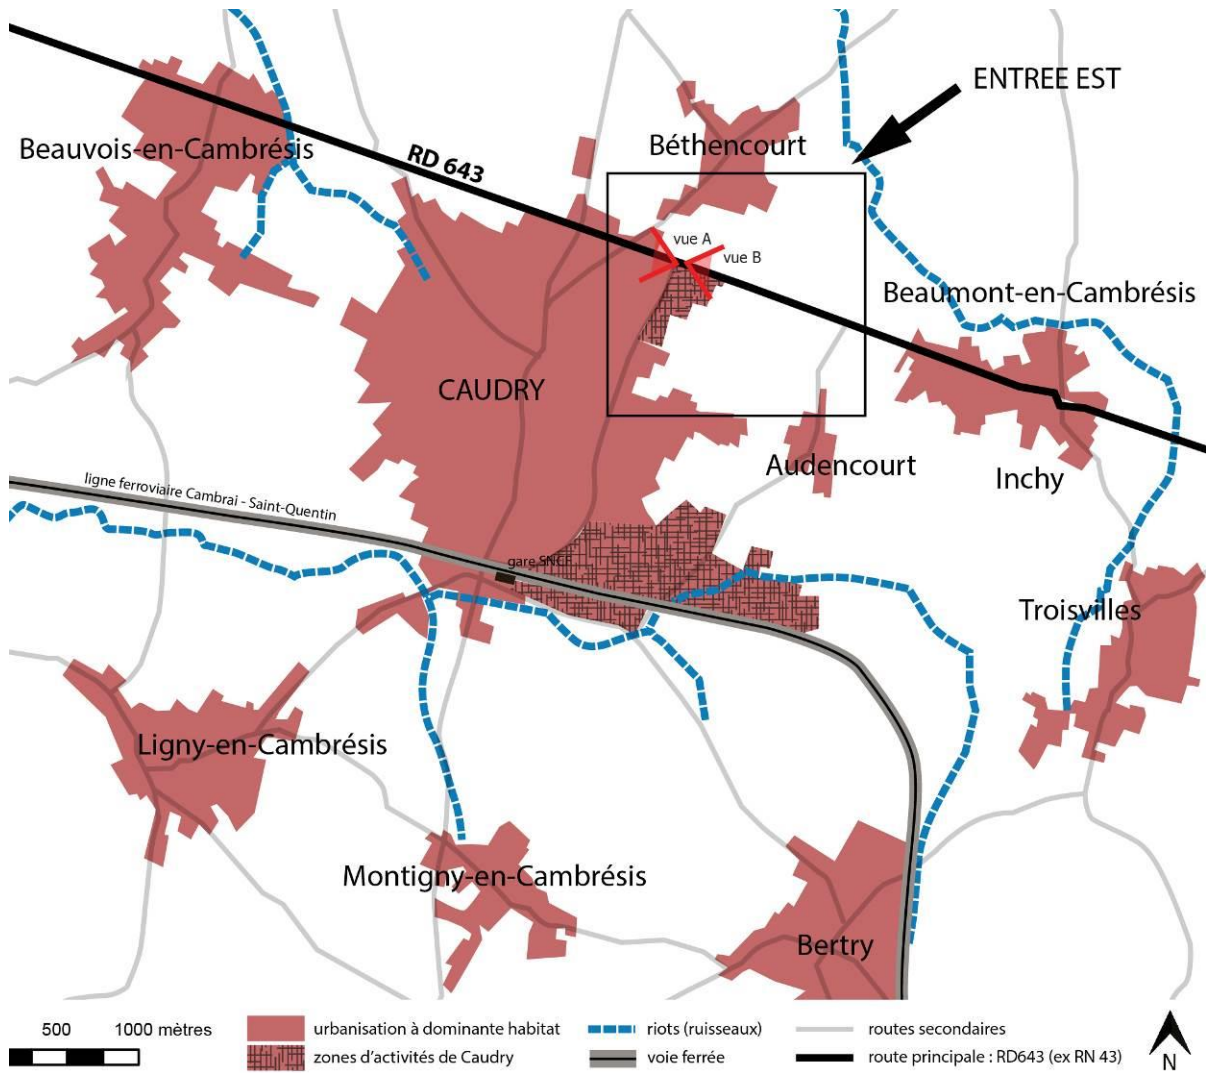 ENTREE EST
Béthencourt
Beauvois-en-Cambrésis
RD 643
vue A
vue B
Beaumont-en-Cambrésis
CAUDRY
Audencourt
Inchy
ligne ferroviaire Cambrai - Saint-Quentin
gare SNCF
Troisvilles
Ligny-en-Cambrésis
Montigny-en-Cambrésis
Bertry
500 1000 mètres
urbanisation à dominante habitat
riots (ruisseaux)
routes secondaires
zones d'activités de Caudry
voie ferrée
route principale : RD643 (ex RN 43)
N